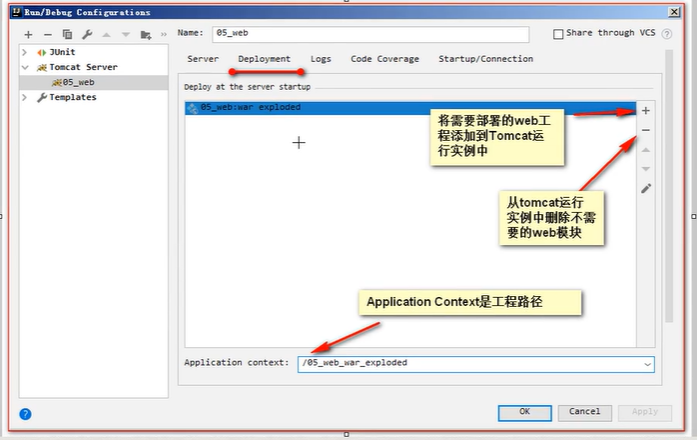 Run/Debug Configurations
Name: 05_web
Share through VCS
JUnit
Tomcat Server
05_web
Templates
Server Deployment Logs Code Coverage Startup/Connection
Deploy at the server startup
05_web:war exploded
将需要部署的web工
程添加到Tomcat运
行实例中
从tomcat运行
实例中删除不需
要的web模块
Application Context是工程路径
Application context: /05_web_war_exploded
OK Cancel Apply